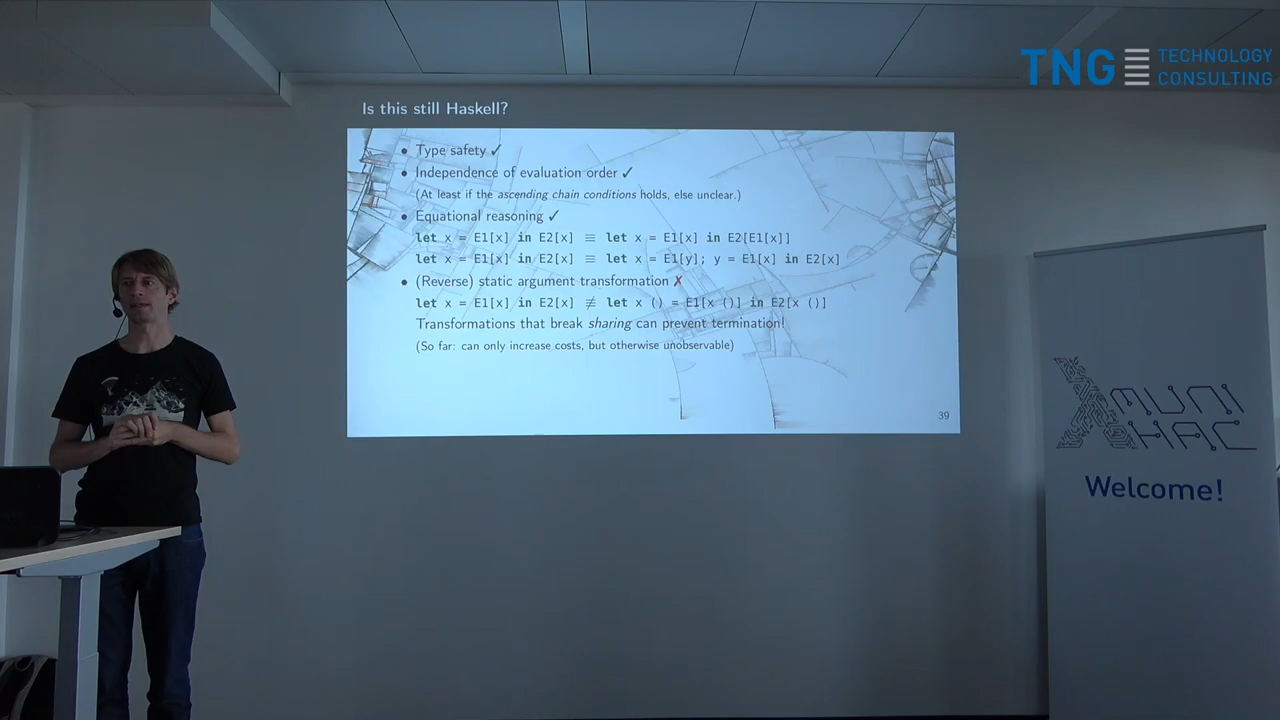 TNG TECHNOLOGY
CONSULTING
Is this still Haskell?
• Type safety ✓
• Independence of evaluation order ✓
(At least if the ascending chain conditions holds, else unclear.)
• Equational reasoning ✓
let x = E1[x] in E2[x] ≡ let x = E1[x] in E2[E1[x]]
let x = E1[x] in E2[x] ≡ let x = E1[y]; y = E1[x] in E2[x]
• (Reverse) static argument transformation ✗
let x = E1[x] in E2[x] ≢ let x () = E1[x ()] in E2[x ()]
Transformations that break sharing can prevent termination!
(So far: can only increase costs, but otherwise unobservable)
39
MUNI
HAC
Welcome!